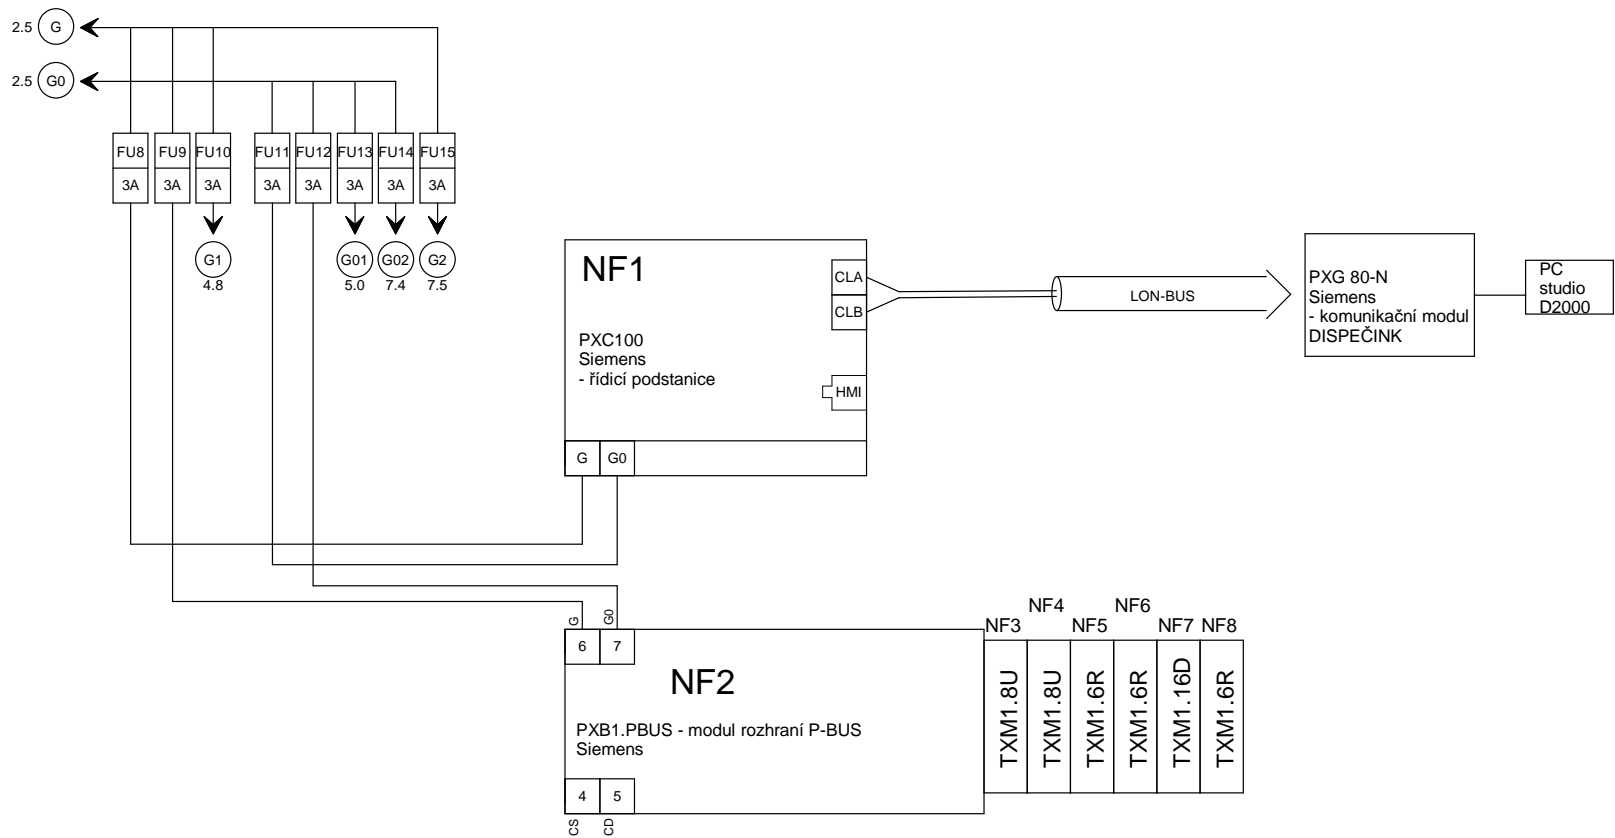 2.5 G
2.5 G0
FU8 FU9 FU10 FU11 FU12 FU13 FU14 FU15
3A 3A 3A 3A 3A 3A 3A 3A
G1 G01 G02 G2
4.8 5.0 7.4 7.5
NF1
PXC100
Siemens
- řídicí podstanice
CLA
CLB
HMI
G G0
LON-BUS
PXG 80-N
Siemens
- komunikační modul
DISPEČINK
PC
studio
D2000
G G0
6 7
NF2
PXB1.PBUS - modul rozhraní P-BUS
Siemens
4 5
CS CD
NF3 NF4 NF5 NF6 NF7 NF8
TXM1.8U
TXM1.8U
TXM1.6R
TXM1.6R
TXM1.16D
TXM1.6R